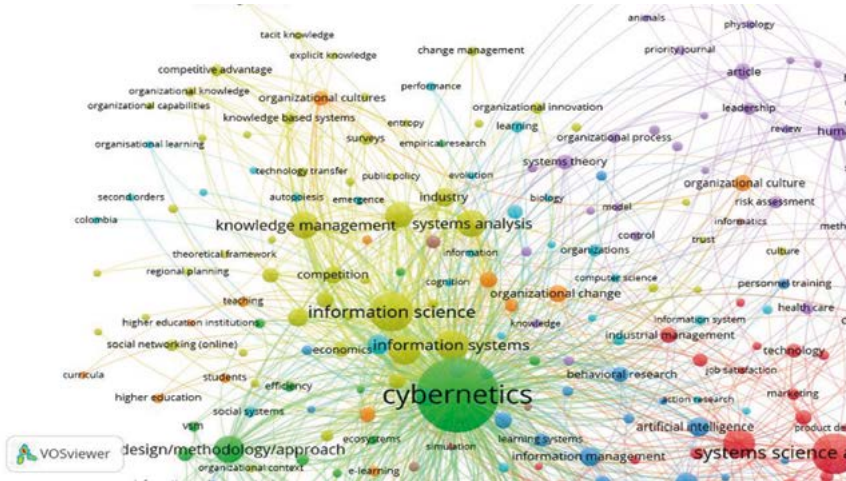 animals
physiology
tacit knowledge
explicit knowledge
change management
priority journal
competitive advantage
article
performance
organizational knowledge
organizational cultures
organizational capabilities
organizational innovation
leadership
knowledge based systems
entropy
learning
review
surveys
empirical research
organizational process
organisational learning
systems theory
technology transfer
public policy
evolution
organizational culture
second orders
autopoiesis
emergence
industry
biology
risk assessment
colombia
knowledge management
systems analysis
model
informatics
control
trust
theoretical framework
information
organizations
culture
regional planning
competition
cognition
computer science
personnel training
teaching
organizational change
information science
health care
higher education institutions
knowledge
information system
industrial management
social networking (online)
economics
information systems
technology
curricula
students
behavioral research
job satisfaction
higher education
efficiency
cybernetics
action research
marketing
social systems
vsm
artificial intelligence
ecosystems
learning systems
design/methodology/approach
simulation
VOSviewer
organizational context
information management
systems science
e-learning